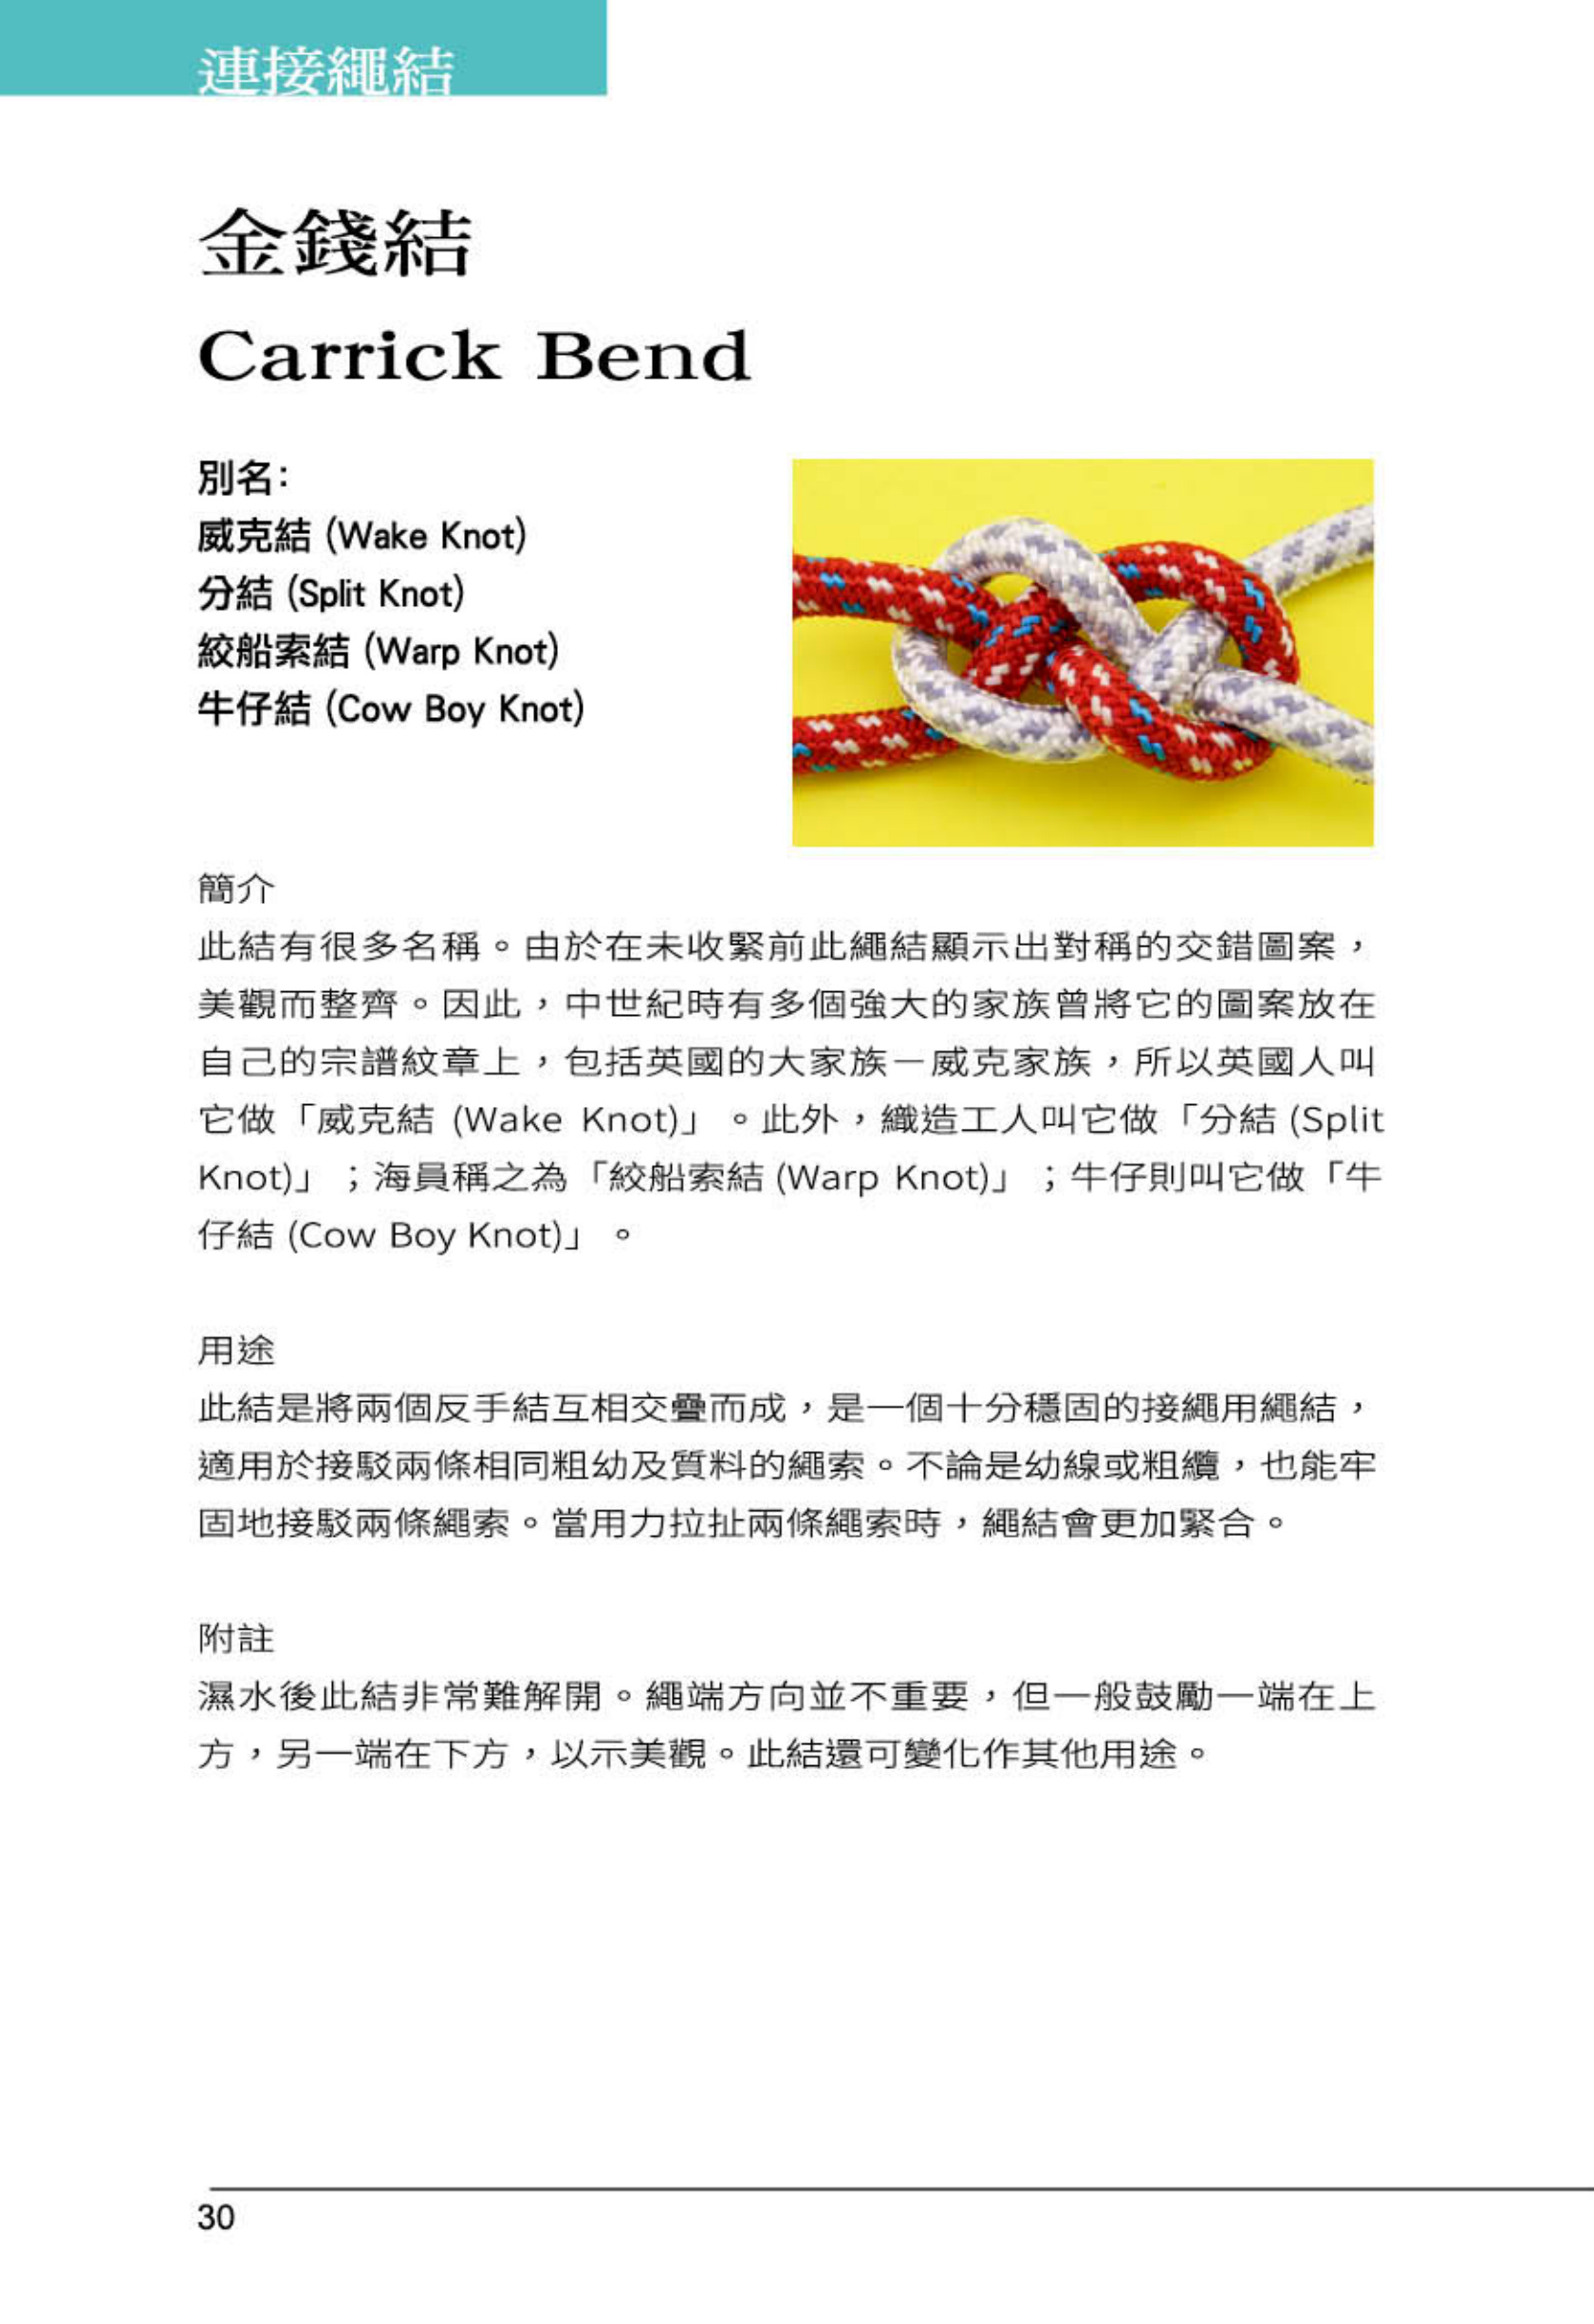 連接繩結
金錢結
Carrick Bend
別名：
威克結 (Wake Knot)
分結 (Split Knot)
絞船索結 (Warp Knot)
牛仔結 (Cow Boy Knot)
簡介
此結有很多名稱。由於在未收緊前此繩結顯示出對稱的交錯圖案，
美觀而整齊。因此，中世紀時有多個強大的家族曾將它的圖案放在
自己的宗譜紋章上，包括英國的大家族—威克家族，所以英國人叫
它做「威克結 (Wake Knot)」。此外，織造工人叫它做「分結 (Split
Knot)」；海員稱之為「絞船索結 (Warp Knot)」；牛仔則叫它做「牛
仔結 (Cow Boy Knot)」。
用途
此結是將兩個反手結互相交疊而成，是一個十分穩固的接繩用繩結，
適用於接駁兩條相同粗幼及質料的繩索。不論是幼線或粗纜，也能牢
固地接駁兩條繩索。當用力拉扯兩條繩索時，繩結會更加緊合。
附註
濕水後此結非常難解開。繩端方向並不重要，但一般鼓勵一端在上
方，另一端在下方，以示美觀。此結還可變化作其他用途。
30